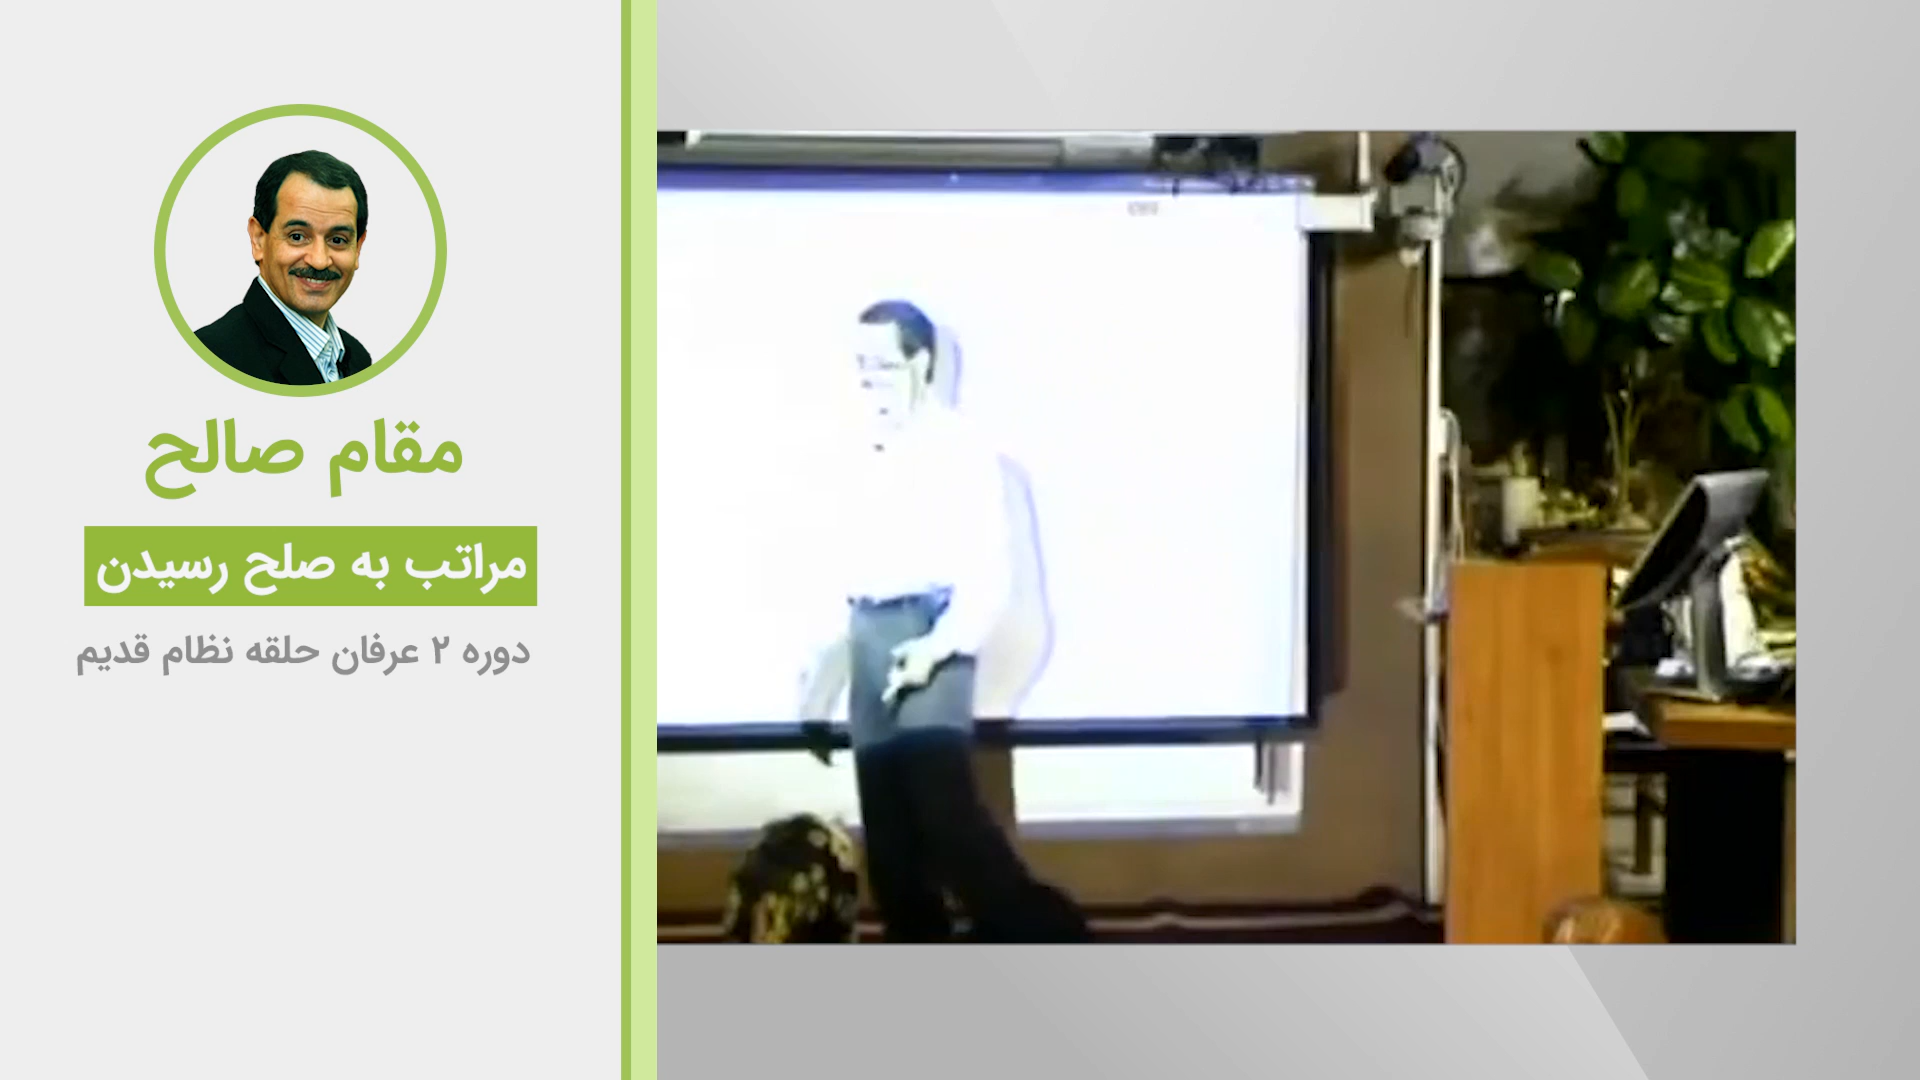 مقام صالح
مراتب به صلح رسیدن
دوره ۲ عرفان حلقه نظام قدیم